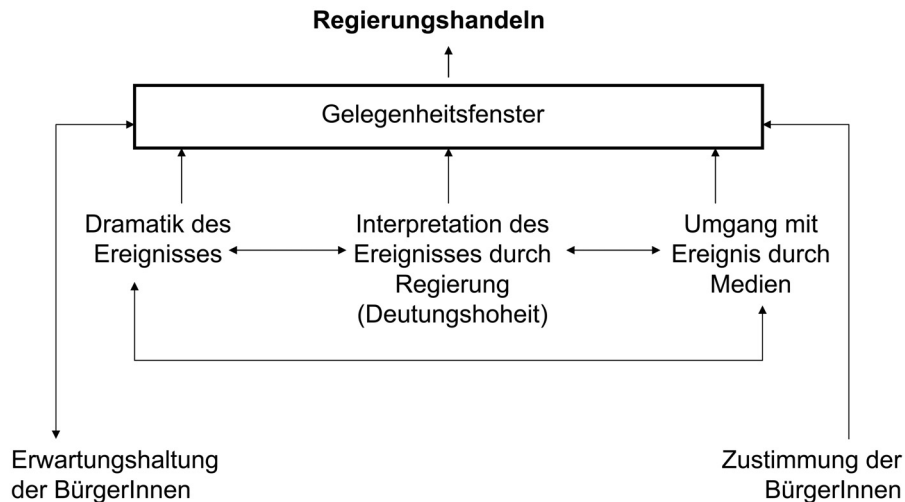 Regierungshandeln
Gelegenheitsfenster
Dramatik des
Ereignisses
Interpretation des
Ereignisses durch
Regierung
(Deutungshoheit)
Umgang mit
Ereignis durch
Medien
Erwartungshaltung
der BürgerInnen
Zustimmung der
BürgerInnen